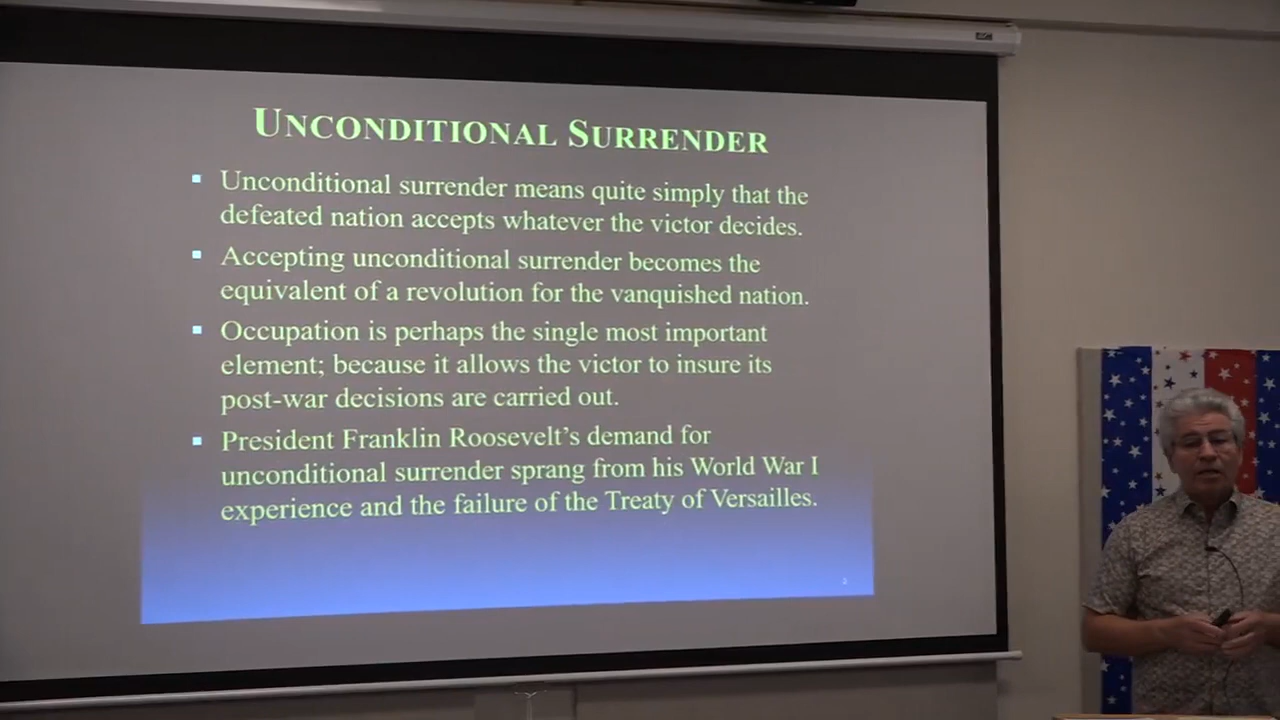 UNCONDITIONAL SURRENDER
▪ Unconditional surrender means quite simply that the
defeated nation accepts whatever the victor decides.
▪ Accepting unconditional surrender becomes the
equivalent of a revolution for the vanquished nation.
▪ Occupation is perhaps the single most important
element; because it allows the victor to insure its
post-war decisions are carried out.
▪ President Franklin Roosevelt’s demand for
unconditional surrender sprang from his World War I
experience and the failure of the Treaty of Versailles.